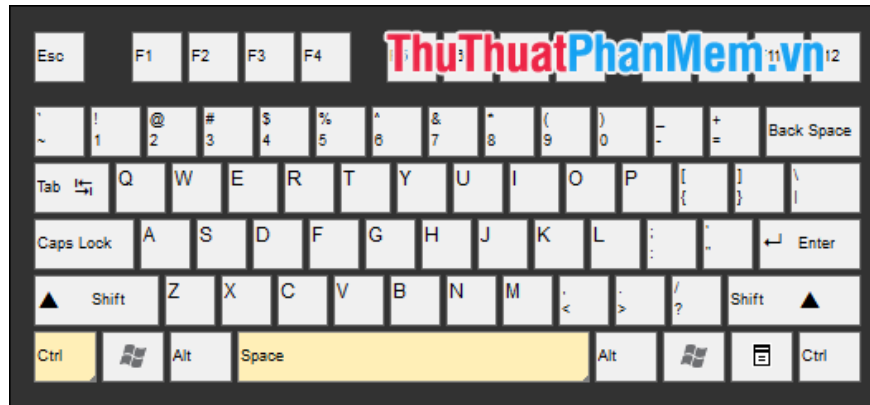 ThuThuatPhanMem.vn
Esc F1 F2 F3 F4 12
` ! @ # $ % ^ & * ( ) _ +
~ 1 2 3 4 5 6 7 8 9 0 - = Back Space
Tab Q W E R T Y U I O P [ ] \
{ } |
Caps Lock A S D F G H J K L ; ' Enter
: "
Shift Z X C V B N M , . / Shift
< > ?
Ctrl Alt Space Alt Ctrl